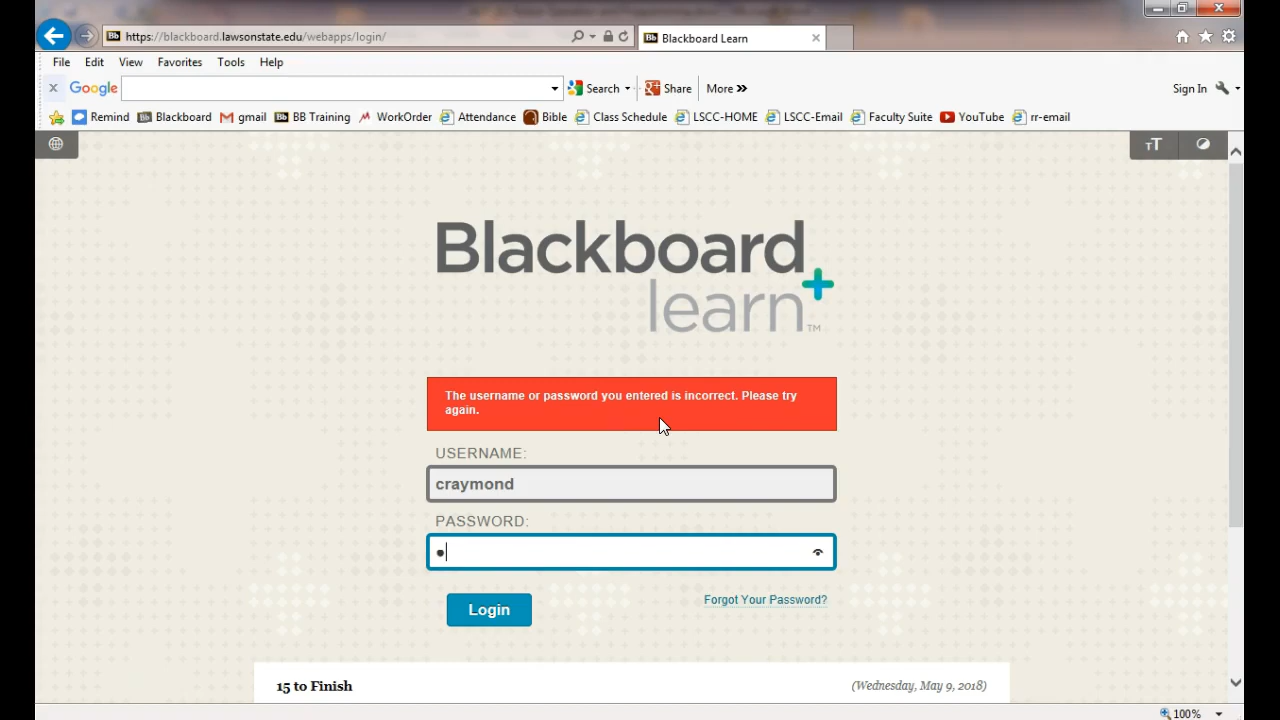 https://blackboard.lawsonstate.edu/webapps/login/
Blackboard Learn
File Edit View Favorites Tools Help
x Google Search Share More » Sign In
Remind Blackboard gmail BB Training WorkOrder Attendance Bible Class Schedule LSCC-HOME LSCC-Email Faculty Suite YouTube rr-email
TT
Blackboard
learn™
The username or password you entered is incorrect. Please try
again.
USERNAME:
craymond
PASSWORD:
Forgot Your Password?
Login
15 to Finish (Wednesday, May 9, 2018)
100%